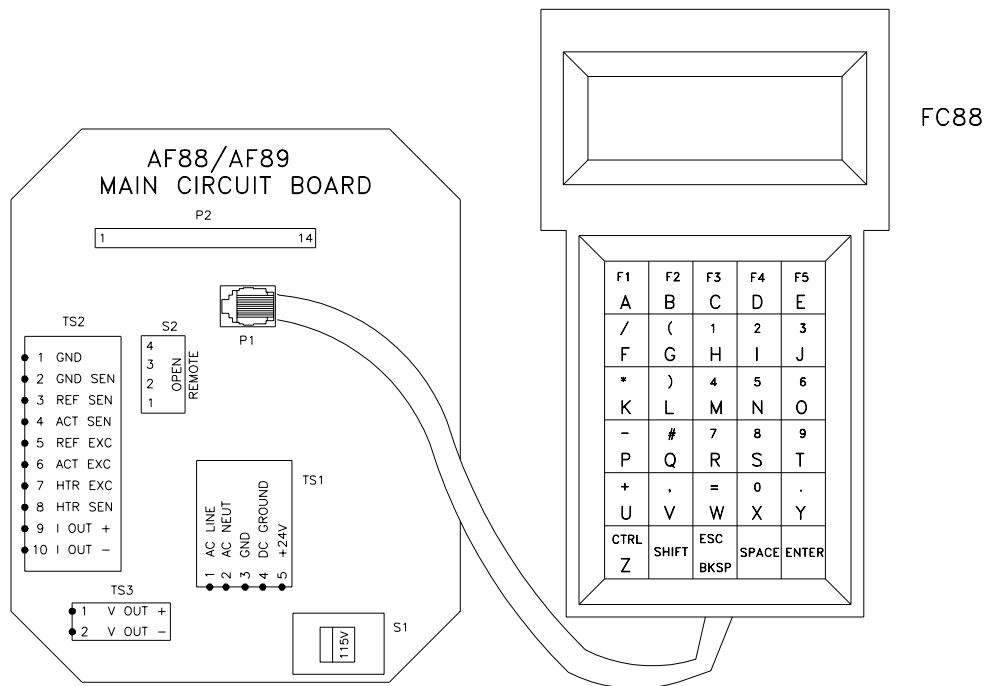 FC88
AF88/AF89
MAIN CIRCUIT BOARD
P2
1 14
P1
TS2
1 GND
2 GND SEN
3 REF SEN
4 ACT SEN
5 REF EXC
6 ACT EXC
7 HTR EXC
8 HTR SEN
9 I OUT +
10 I OUT -
S2
4
3
2
1
OPEN
REMOTE
TS1
1 AC LINE
2 AC NEUT
3 GND
4 DC GROUND
5 +24V
TS3
1 V OUT +
2 V OUT -
S1
115V
F1 F2 F3 F4 F5
A B C D E
/ ( 1 2 3
F G H I J
* ) 4 5 6
K L M N O
- # 7 8 9
P Q R S T
+ , = 0 .
U V W X Y
CTRL ESC
SHIFT SPACE ENTER
Z BKSP